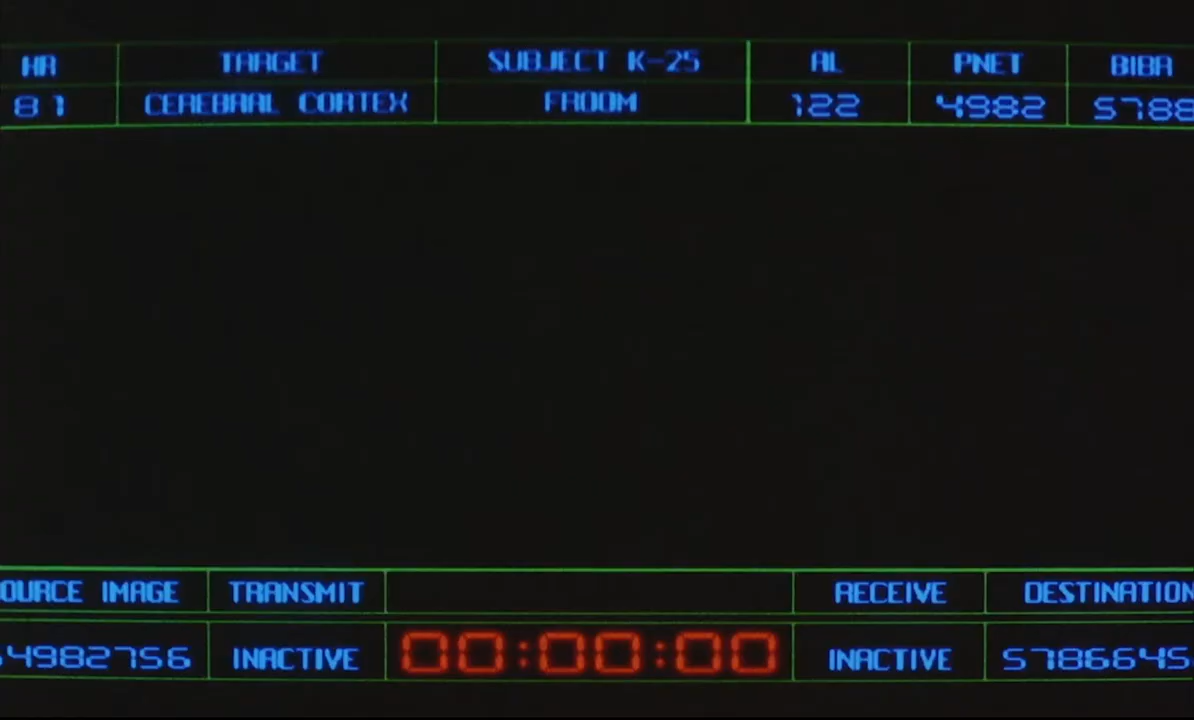 HR TARGET SUBJECT K-25 AL PNET BIBA
81 CEREBRAL CORTEX FROOM 122 4982 5788
OURCE IMAGE TRANSMIT RECEIVE DESTINATION
4982756 INACTIVE 00:00:00 INACTIVE 5786645